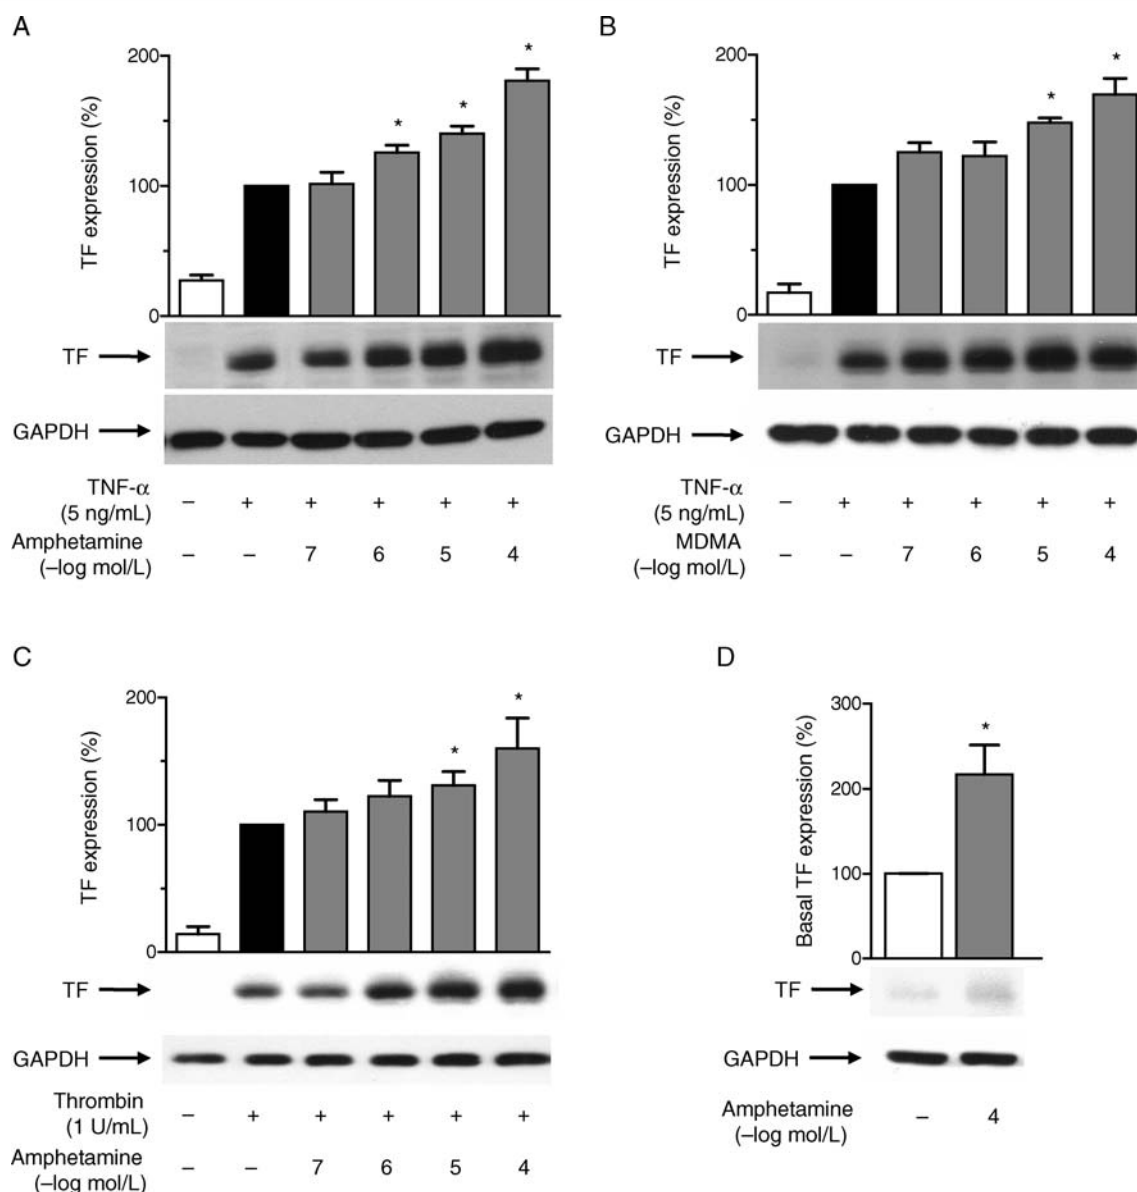 A
TF expression (%)
200
*
*
*
100
0
TF
GAPDH
TNF-α
(5 ng/mL)
– + + + + +
Amphetamine
(–log mol/L)
– – 7 6 5 4
B
TF expression (%)
200
*
*
100
0
TF
GAPDH
TNF-α
(5 ng/mL)
– + + + + +
MDMA
(–log mol/L)
– – 7 6 5 4
C
TF expression (%)
200
*
*
100
0
TF
GAPDH
Thrombin
(1 U/mL)
– + + + + +
Amphetamine
(–log mol/L)
– – 7 6 5 4
D
Basal TF expression (%)
300
*
200
100
0
TF
GAPDH
Amphetamine
(–log mol/L)
– 4